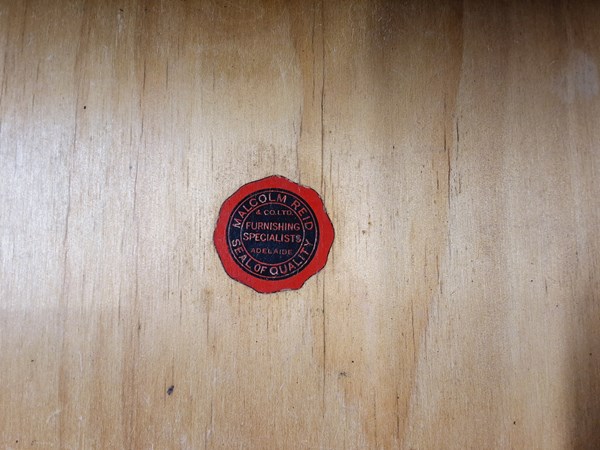 MALCOLM REID
& CO. LTD.
FURNISHING
SPECIALISTS
ADELAIDE
SEAL OF QUALITY